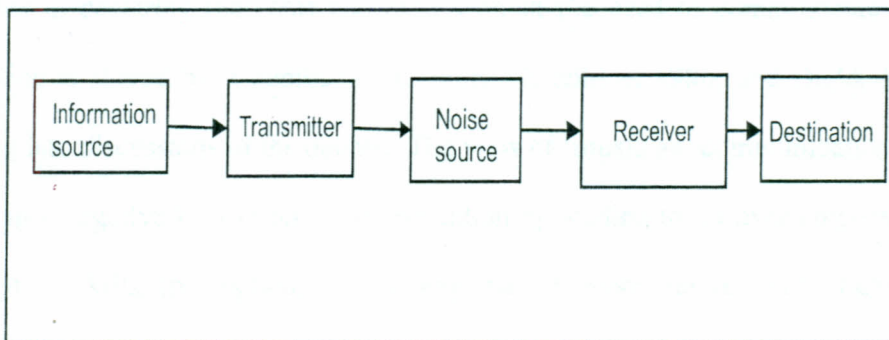 Information
source
Transmitter
Noise
source
Receiver
Destination